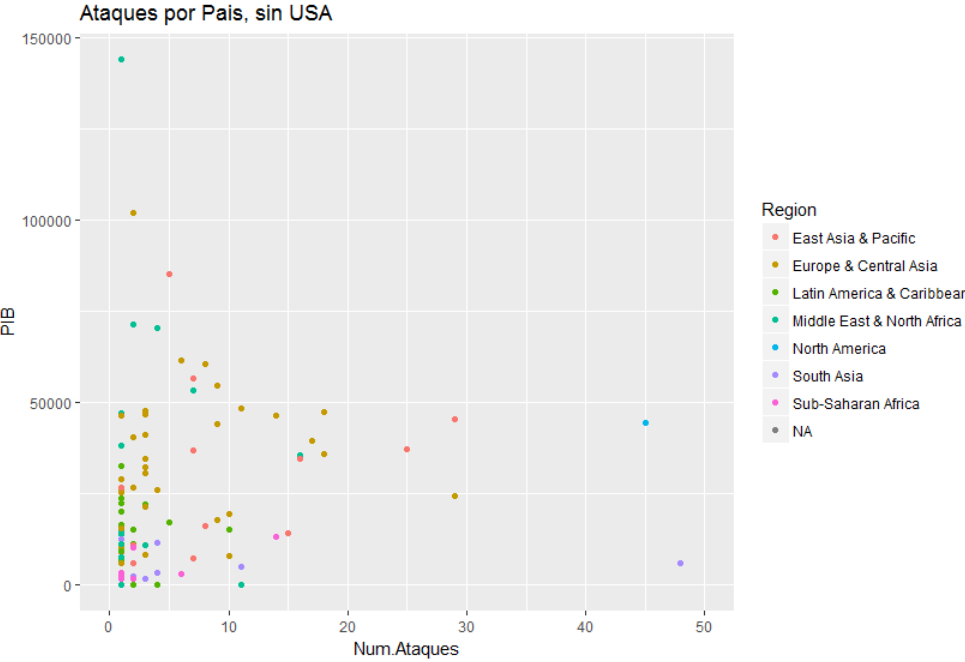 Ataques por Pais, sin USA
150000
100000
50000
0
PIB
0
10
20
30
40
50
Num.Ataques
Region
East Asia & Pacific
Europe & Central Asia
Latin America & Caribbean
Middle East & North Africa
North America
South Asia
Sub-Saharan Africa
NA